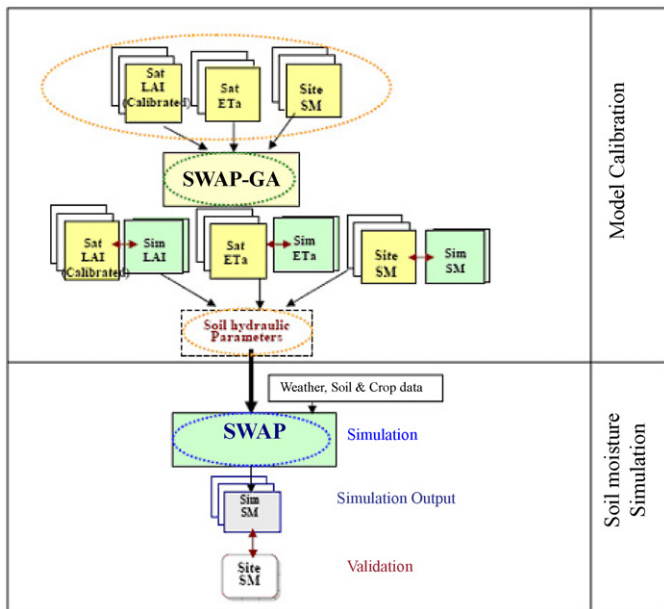 Sat
LAI
(Calibrated)
Sat
ETa
Site
SM
SWAP-GA
Sat
LAI
(Calibrated)
Sim
LAI
Sat
ETa
Sim
ETa
Site
SM
Sim
SM
Soil hydraulic
Parameters
Model Calibration
Weather, Soil & Crop data
SWAP
Simulation
Sim
SM
Simulation Output
Site
SM
Validation
Soil moisture
Simulation